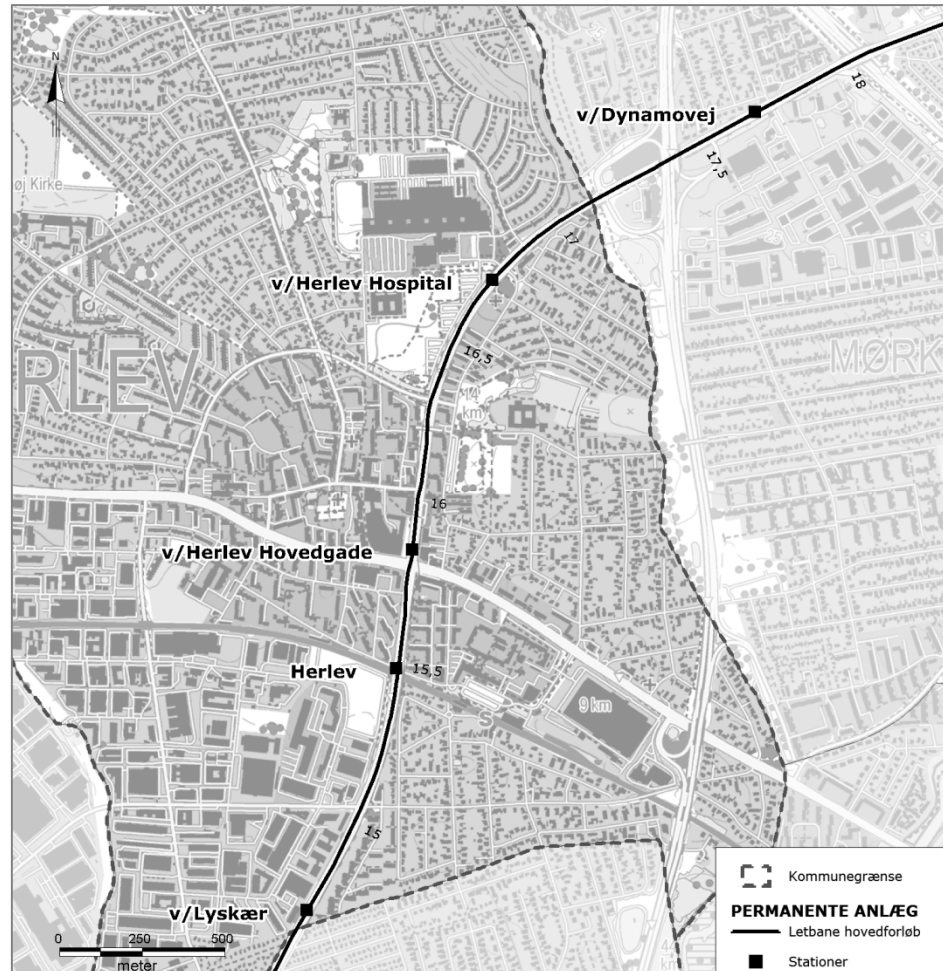 N
v/Dynamovej
18
17,5
øj Kirke
17
v/Herlev Hospital
16,5
RLEV
MØRK
14
km
16
v/Herlev Hovedgade
Herlev
15,5
S
9 km
15
v/Lyskær
0 250 500
meter
Kommunegrænse
PERMANENTE ANLÆG
Letbane hovedforløb
Stationer